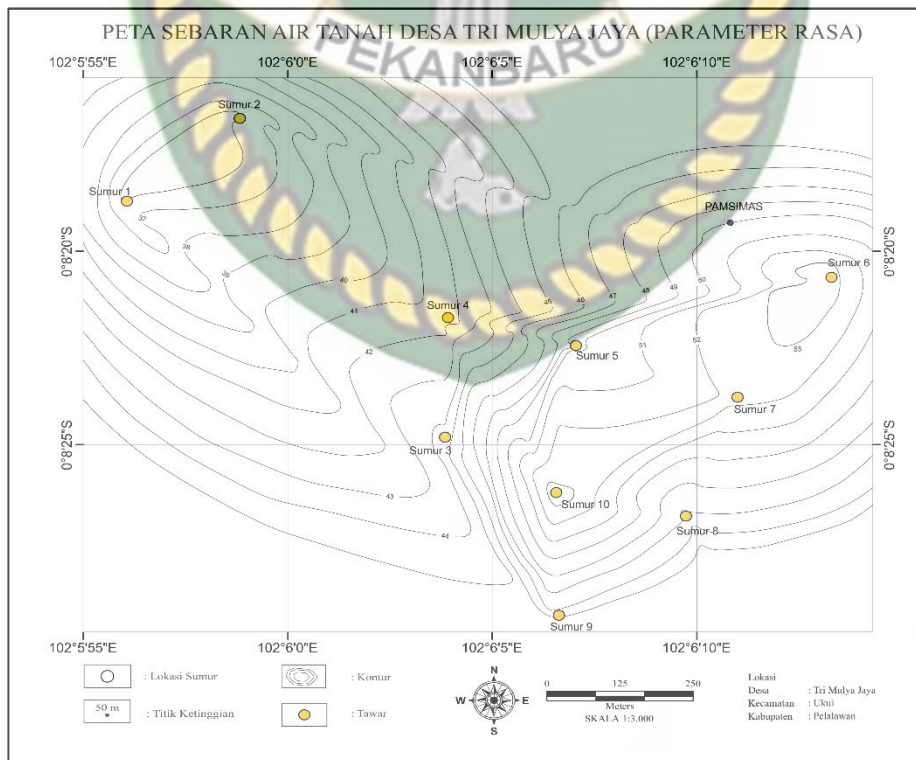 PETA SEBARAN AIR TANAH DESA TRI MULYA JAYA (PARAMETER RASA)
PEKANBARU
102°5'55"E 102°6'0"E 102°6'5"E 102°6'10"E
Sumur 2
Sumur 1
PAMSIMAS
37
38
39
40
41
42
43
44
45
46
47
48
49
50
51
52
53
0°8'20"S 0°8'20"S
Sumur 6
Sumur 4
Sumur 5
Sumur 7
Sumur 3
0°8'25"S 0°8'25"S
Sumur 10
Sumur 8
Sumur 9
102°5'55"E 102°6'0"E 102°6'5"E 102°6'10"E
: Lokasi Sumur
: Kontur
50 m : Titik Ketinggian
: Tawar
N
W E
S
0 125 250
Meters
SKALA 1:3.000
Lokasi
Desa : Tri Mulya Jaya
Kecamatan : Ukui
Kabupaten : Pelalawan